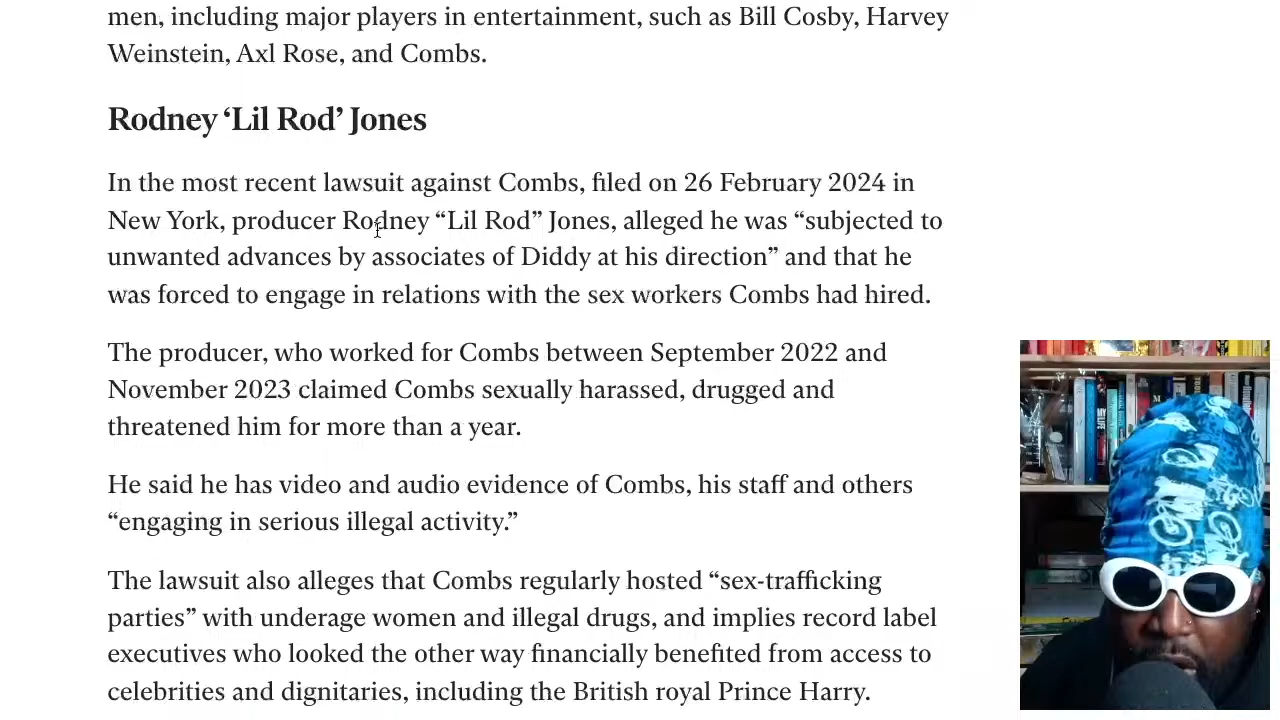 men, including major players in entertainment, such as Bill Cosby, Harvey
Weinstein, Axl Rose, and Combs.
Rodney ‘Lil Rod’ Jones
In the most recent lawsuit against Combs, filed on 26 February 2024 in
New York, producer Rodney “Lil Rod” Jones, alleged he was “subjected to
unwanted advances by associates of Diddy at his direction” and that he
was forced to engage in relations with the sex workers Combs had hired.
The producer, who worked for Combs between September 2022 and
November 2023 claimed Combs sexually harassed, drugged and
threatened him for more than a year.
He said he has video and audio evidence of Combs, his staff and others
“engaging in serious illegal activity.”
The lawsuit also alleges that Combs regularly hosted “sex-trafficking
parties” with underage women and illegal drugs, and implies record label
executives who looked the other way financially benefited from access to
celebrities and dignitaries, including the British royal Prince Harry.